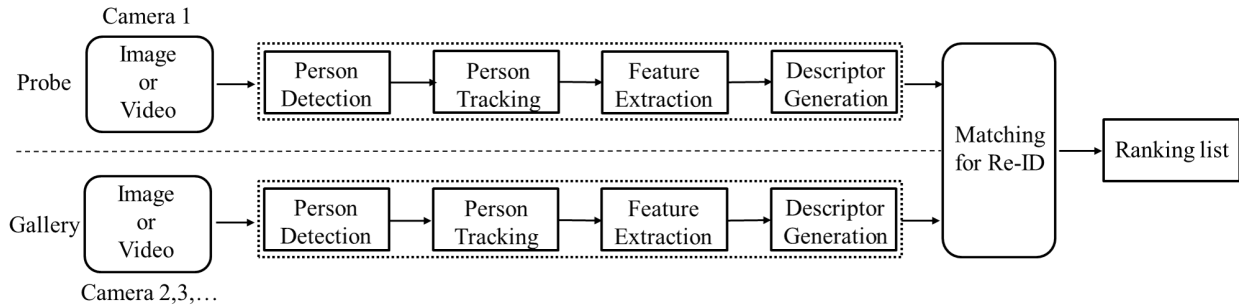 Camera 1
Probe
Image
or
Video
Person
Detection
Person
Tracking
Feature
Extraction
Descriptor
Generation
Matching
for Re-ID
Ranking list
Gallery
Image
or
Video
Person
Detection
Person
Tracking
Feature
Extraction
Descriptor
Generation
Camera 2,3,…